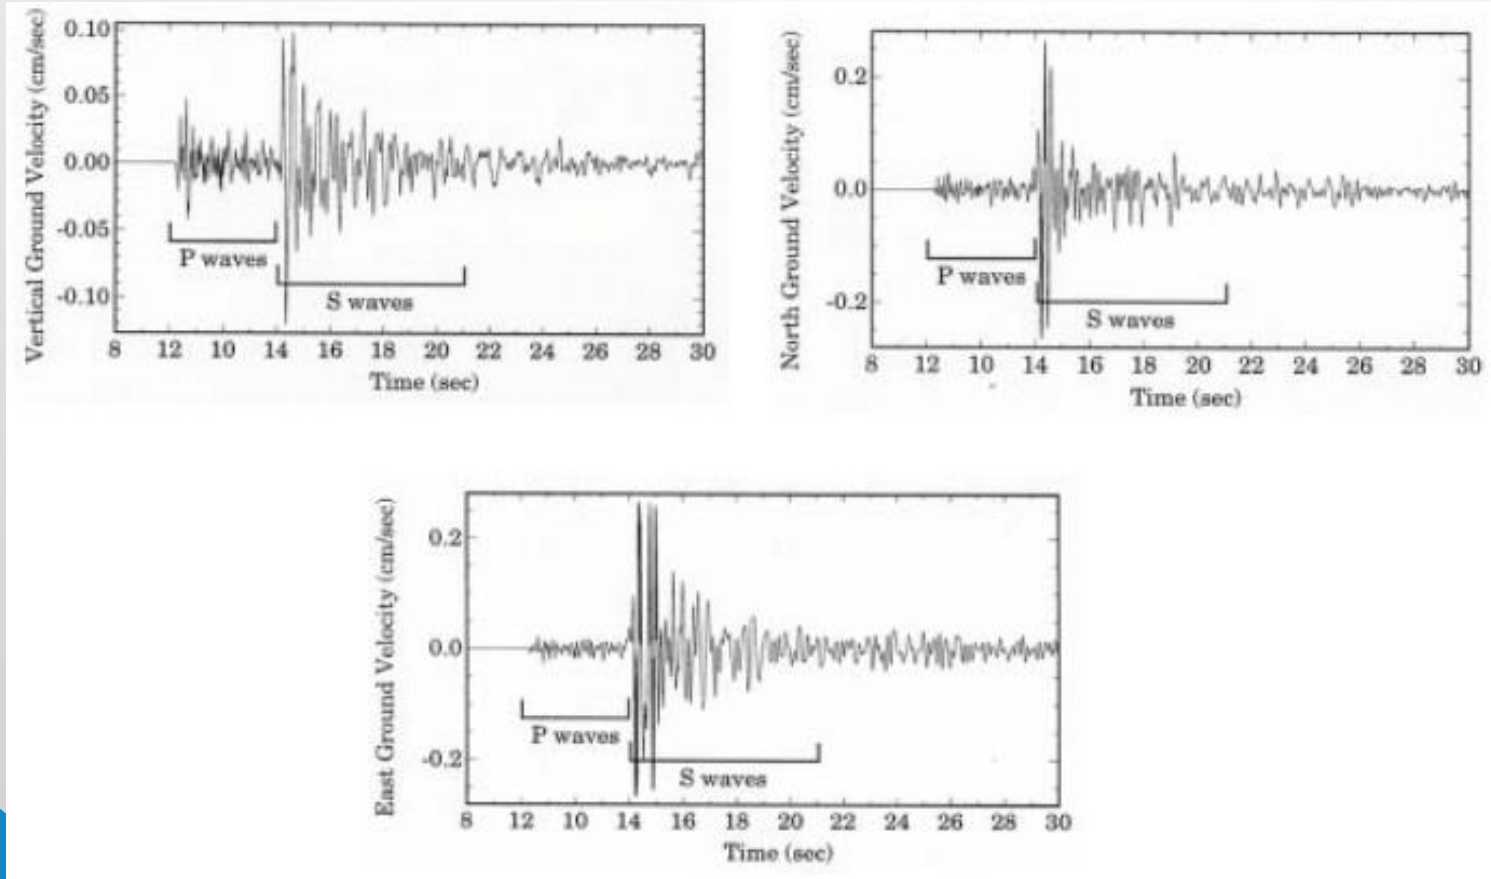 Vertical Ground Velocity (cm/sec)
0.10
0.05
0.00
-0.05
-0.10
P waves
S waves
8 12 10 14 16 18 20 22 24 26 28 30
Time (sec)
North Ground Velocity (cm/sec)
0.2
0.0
-0.2
P waves
S waves
8 12 10 14 16 18 20 22 24 26 28 30
Time (sec)
East Ground Velocity (cm/sec)
0.2
0.0
-0.2
P waves
S waves
8 12 10 14 16 18 20 22 24 26 28 30
Time (sec)